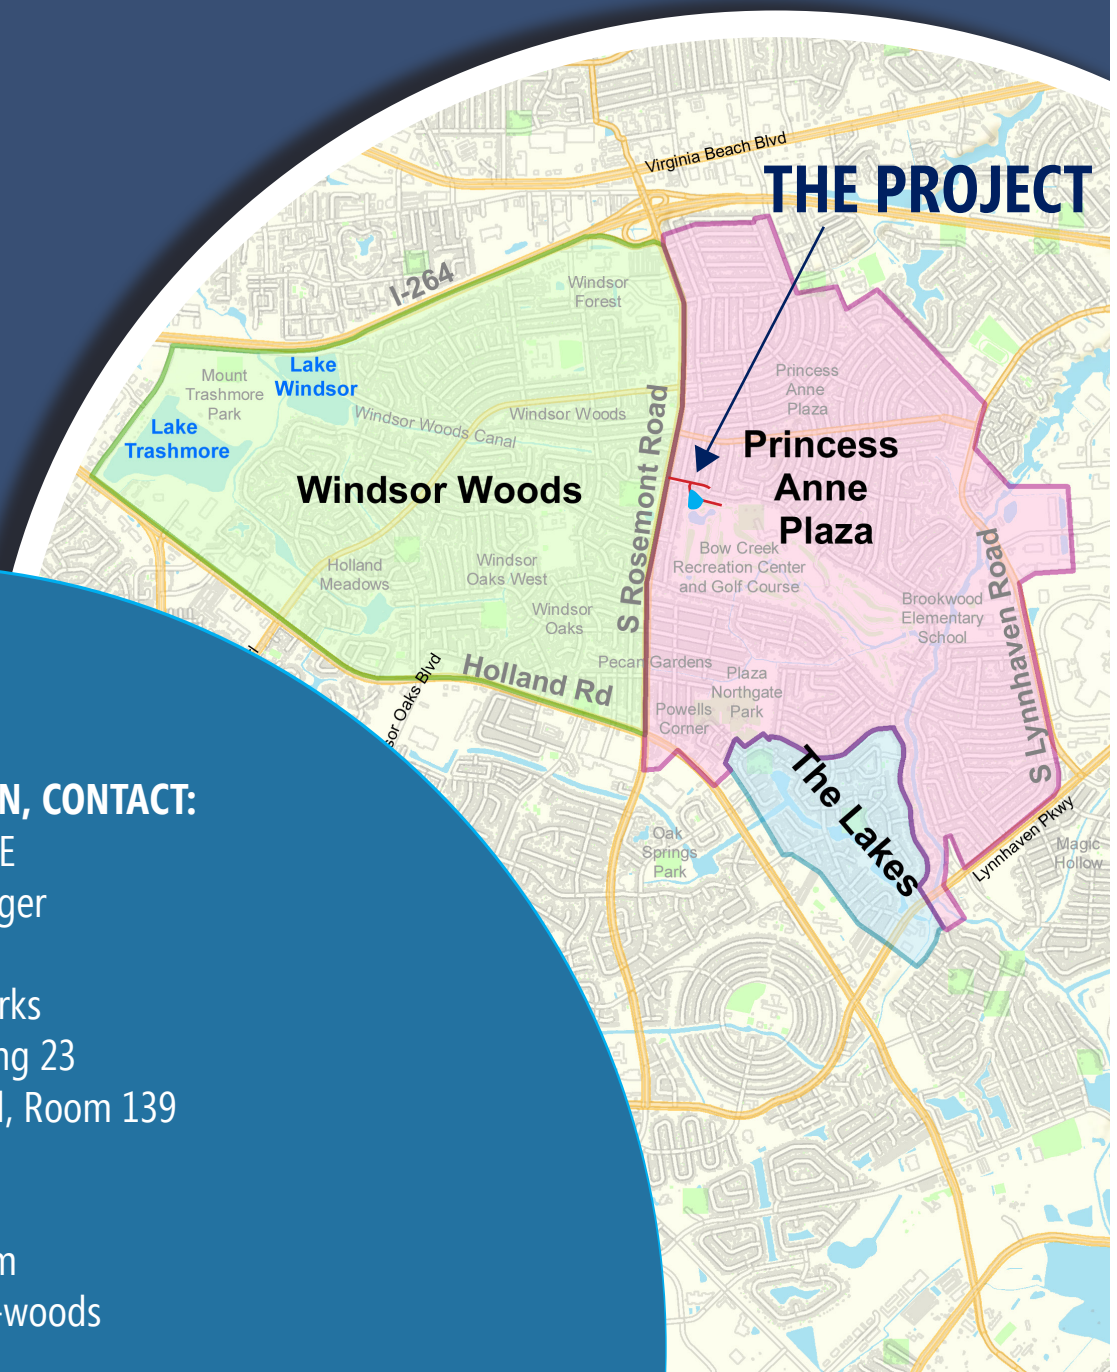 Virginia Beach Blvd
THE PROJECT
I-264
Windsor
Forest
Lake
Windsor
Mount
Trashmore
Park
Princess
Anne
Plaza
Windsor Woods Canal
Windsor Woods
Lake
Trashmore
S Rosemont Road
Princess
Anne
Plaza
Windsor Woods
Bow Creek
Recreation Center
and Golf Course
Holland
Meadows
Windsor
Oaks West
Windsor
Oaks
Brookwood
Elementary
School
S Lynnhaven Road
Pecan Gardens
Holland Rd
sor Oaks Blvd
Plaza
Northgate
Park
Powells
Corner
The Lakes
Lynnhaven Pkwy
Magic
Hollow
Oak
Springs
Park
N, CONTACT:
E
ger
rks
ng 23
, Room 139
m
-woods